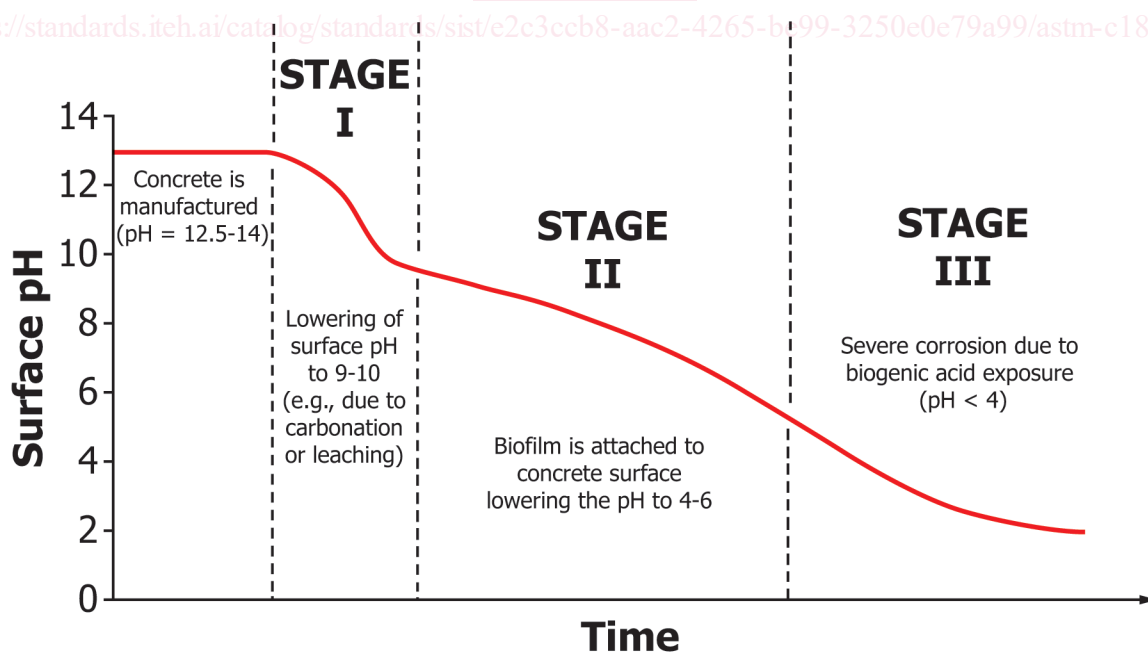 s://standards.iteh.ai/catalog/standards/sist/e2c3ccb8-aac2-4265-bc99-3250e0e79a99/astm-c18
STAGE
I
14
12
10
8
6
4
2
0
Surface pH
Concrete is
manufactured
(pH = 12.5-14)
Lowering of
surface pH
to 9-10
(e.g., due to
carbonation
or leaching)
STAGE
II
Biofilm is attached to
concrete surface
lowering the pH to 4-6
STAGE
III
Severe corrosion due to
biogenic acid exposure
(pH < 4)
Time